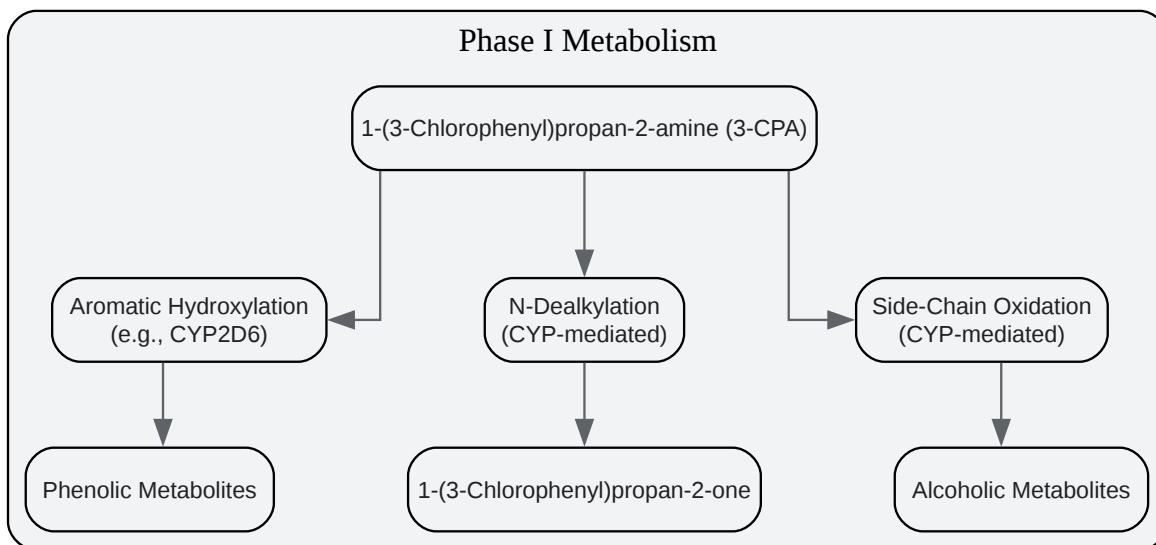 Phase I Metabolism
1-(3-Chlorophenyl)propan-2-amine (3-CPA)
Aromatic Hydroxylation
(e.g., CYP2D6)
N-Dealkylation
(CYP-mediated)
Side-Chain Oxidation
(CYP-mediated)
Phenolic Metabolites
1-(3-Chlorophenyl)propan-2-one
Alcoholic Metabolites